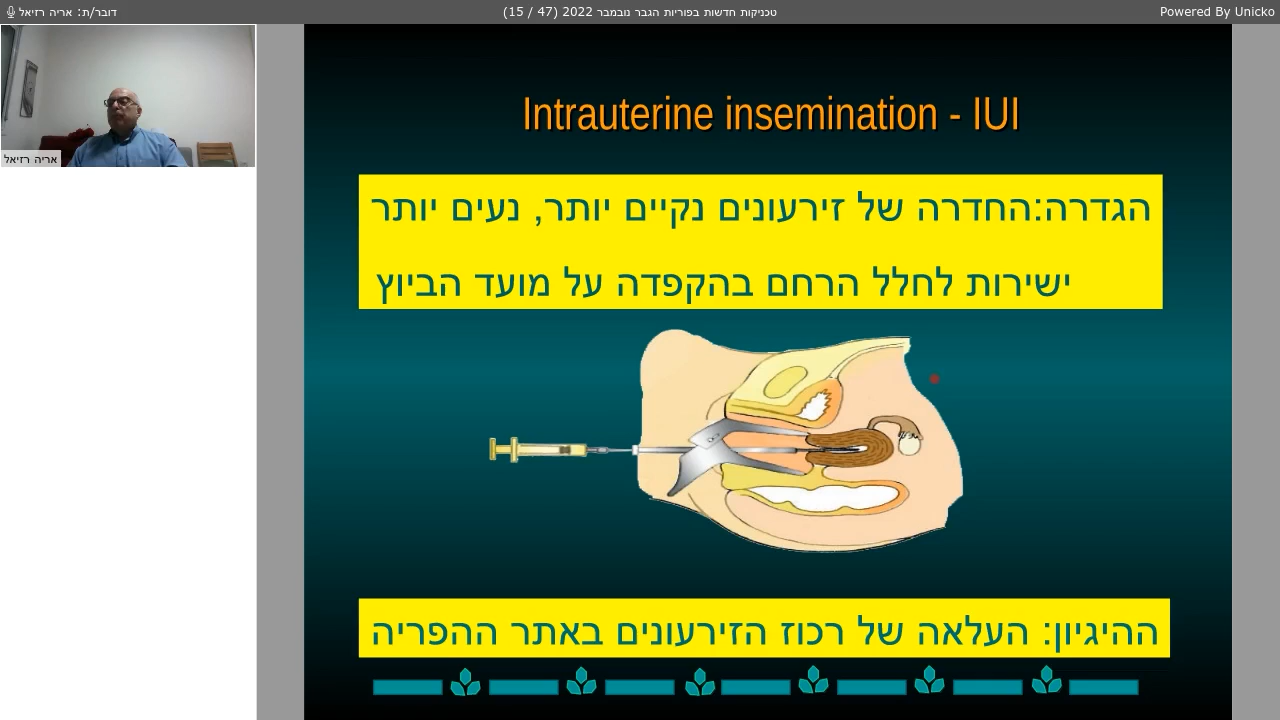 דובר/ת: אריה רזיאל
טכניקות חדשות בפוריות הגבר נובמבר 2022 (47 / 15)
Powered By Unicko
אריה רזיאל
Intrauterine insemination - IUI
הגדרה:החדרה של זירעונים נקיים יותר, נעים יותר
ישירות לחלל הרחם בהקפדה על מועד הביוץ
ההיגיון: העלאה של רכוז הזירעונים באתר ההפריה